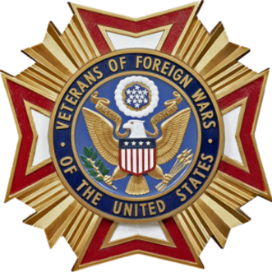 VETERANS OF FOREIGN WARS
OF THE UNITED STATES